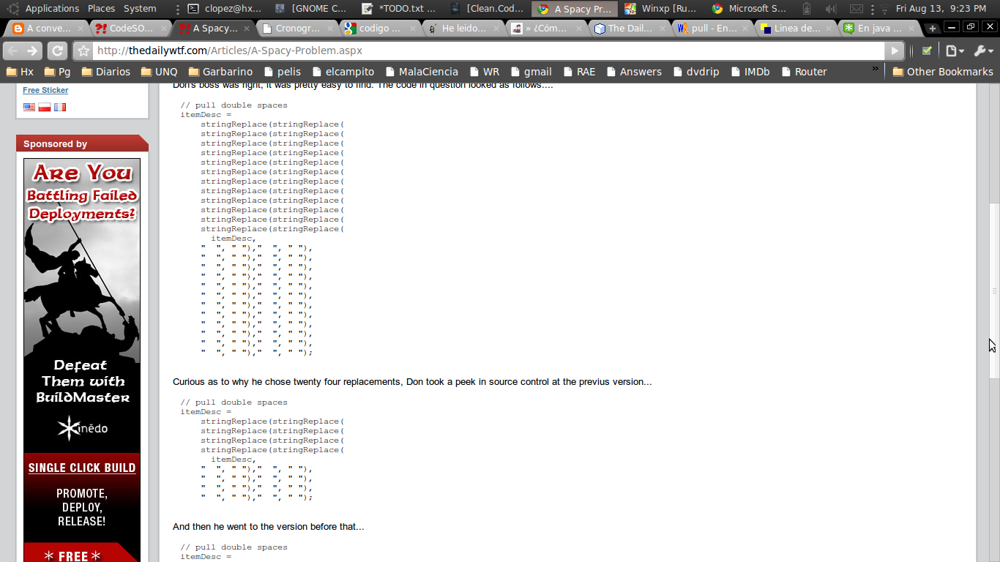 Applications Places System clopez@hx... [GNOME C... *TODO.txt ... [Clean.Cod... A Spacy Pr... Winxp [Ru... Microsoft S... Fri Aug 13, 9:23 PM
A conve... CodeSO... A Spacy... Cronogr... codigo ... He leido... » ¿Cóm... The Dail... pull - En... Linea de... En java ...
http://thedailywtf.com/Articles/A-Spacy-Problem.aspx
Hx Pg Diarios UNQ Garbarino pelis elcampito MalaCiencia WR gmail RAE Answers dvdrip IMDb Router » Other Bookmarks
Free Sticker
Sponsored by
Are You
Battling Failed
Deployments?
Defeat
Them with
BuildMaster
inēdo
SINGLE CLICK BUILD
PROMOTE,
DEPLOY,
RELEASE!
* FREE *
Don's boss was right, it was pretty easy to find. The code in question looked as follows....
// pull double spaces
itemDesc =
stringReplace(stringReplace(
stringReplace(stringReplace(
stringReplace(stringReplace(
stringReplace(stringReplace(
stringReplace(stringReplace(
stringReplace(stringReplace(
stringReplace(stringReplace(
stringReplace(stringReplace(
stringReplace(stringReplace(
stringReplace(stringReplace(
stringReplace(stringReplace(
stringReplace(stringReplace(
itemDesc,
"  ", " "),"  ", " "),
"  ", " "),"  ", " "),
"  ", " "),"  ", " "),
"  ", " "),"  ", " "),
"  ", " "),"  ", " "),
"  ", " "),"  ", " "),
"  ", " "),"  ", " "),
"  ", " "),"  ", " "),
"  ", " "),"  ", " "),
"  ", " "),"  ", " "),
"  ", " "),"  ", " "),
"  ", " "),"  ", " ");
Curious as to why he chose twenty four replacements, Don took a peek in source control at the previus version...
// pull double spaces
itemDesc =
stringReplace(stringReplace(
stringReplace(stringReplace(
stringReplace(stringReplace(
stringReplace(stringReplace(
itemDesc,
"  ", " "),"  ", " "),
"  ", " "),"  ", " "),
"  ", " "),"  ", " "),
"  ", " "),"  ", " ");
And then he went to the version before that...
// pull double spaces
itemDesc =